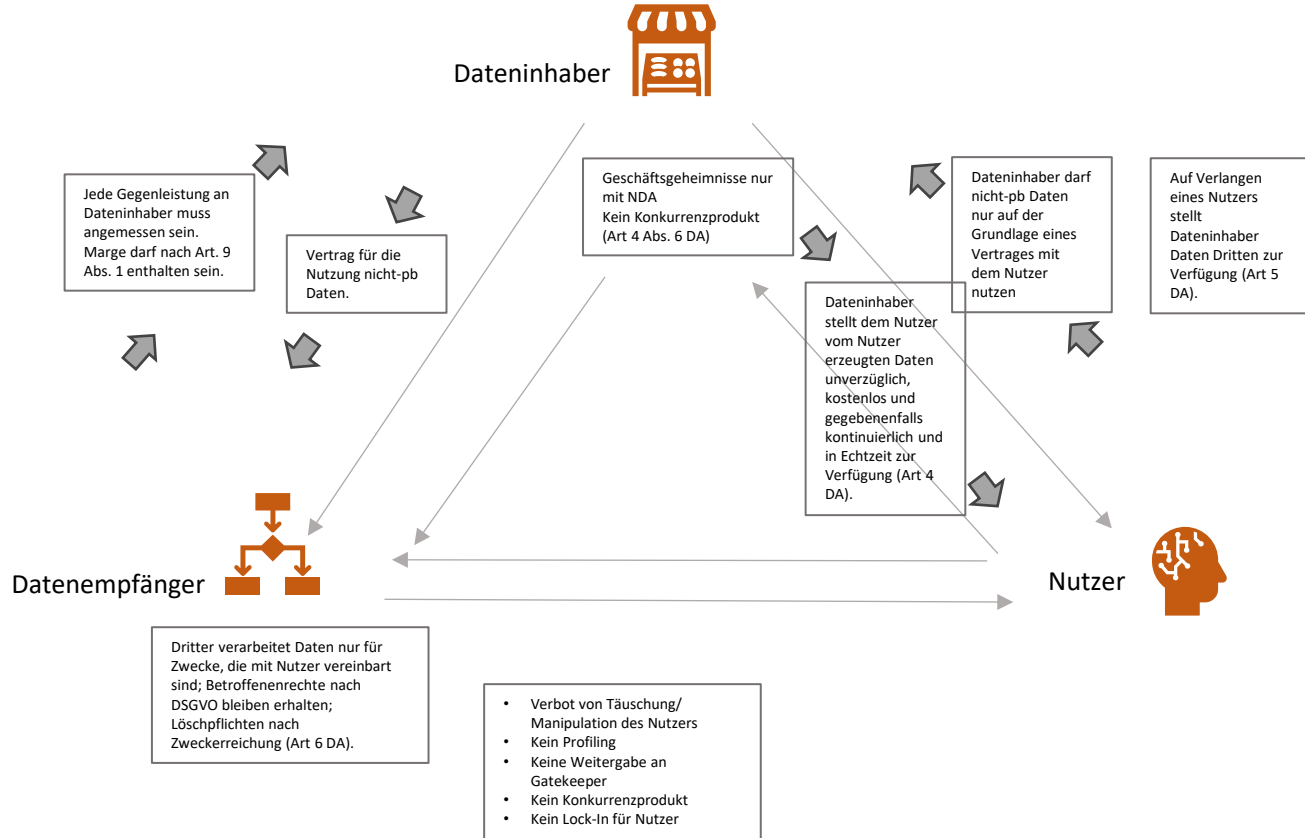 Dateninhaber
Jede Gegenleistung an
Dateninhaber muss
angemessen sein.
Marge darf nach Art. 9
Abs. 1 enthalten sein.
Vertrag für die
Nutzung nicht-pb
Daten.
Geschäftsgeheimnisse nur
mit NDA
Kein Konkurrenzprodukt
(Art 4 Abs. 6 DA)
Dateninhaber darf
nicht-pb Daten
nur auf der
Grundlage eines
Vertrages mit
dem Nutzer
nutzen
Auf Verlangen
eines Nutzers
stellt
Dateninhaber
Daten Dritten zur
Verfügung (Art 5
DA).
Dateninhaber
stellt dem Nutzer
vom Nutzer
erzeugten Daten
unverzüglich,
kostenlos und
gegebenenfalls
kontinuierlich und
in Echtzeit zur
Verfügung (Art 4
DA).
Datenempfänger
Nutzer
Dritter verarbeitet Daten nur für
Zwecke, die mit Nutzer vereinbart
sind; Betroffenenrechte nach
DSGVO bleiben erhalten;
Löschpflichten nach
Zweckerreichung (Art 6 DA).
• Verbot von Täuschung/
Manipulation des Nutzers
• Kein Profiling
• Keine Weitergabe an
Gatekeeper
• Kein Konkurrenzprodukt
• Kein Lock-In für Nutzer